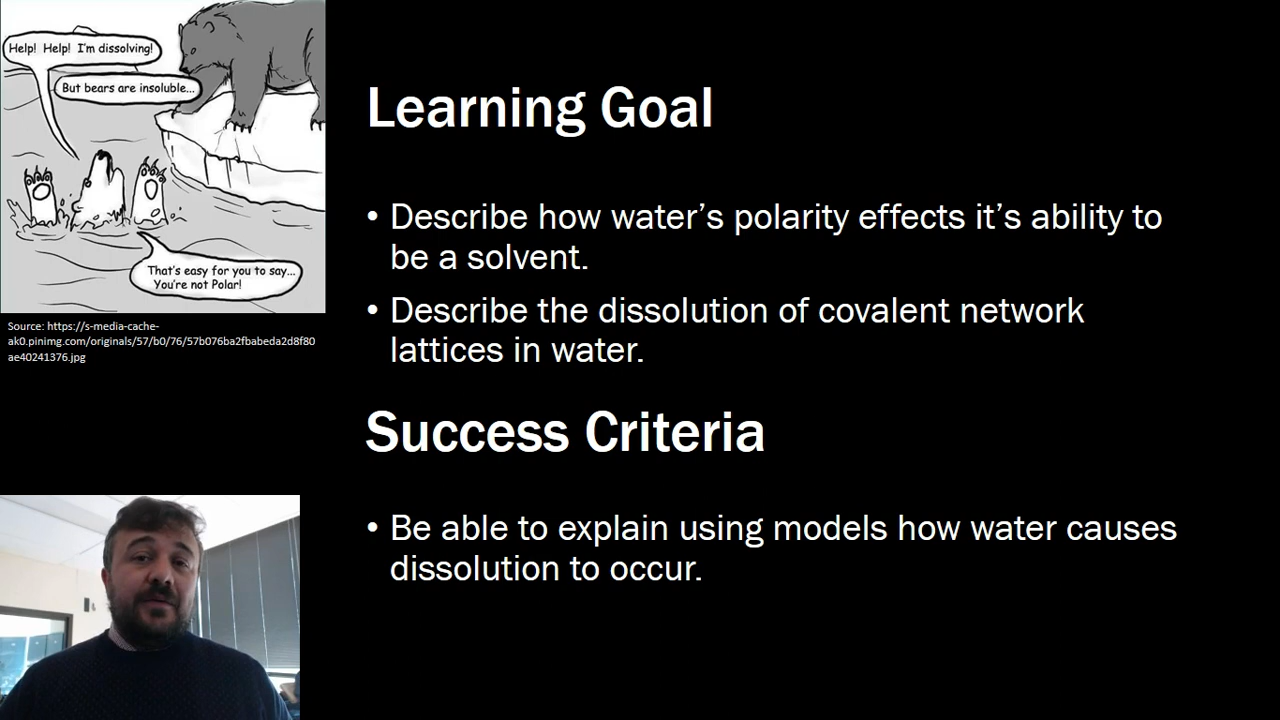 Help! Help! I'm dissolving!
But bears are insoluble...
That's easy for you to say...
You're not Polar!
Source: https://s-media-cache-
ak0.pinimg.com/originals/57/b0/76/57b076ba2fbabeda2d8f80
ae40241376.jpg
Learning Goal
• Describe how water’s polarity effects it’s ability to
be a solvent.
• Describe the dissolution of covalent network
lattices in water.
Success Criteria
• Be able to explain using models how water causes
dissolution to occur.